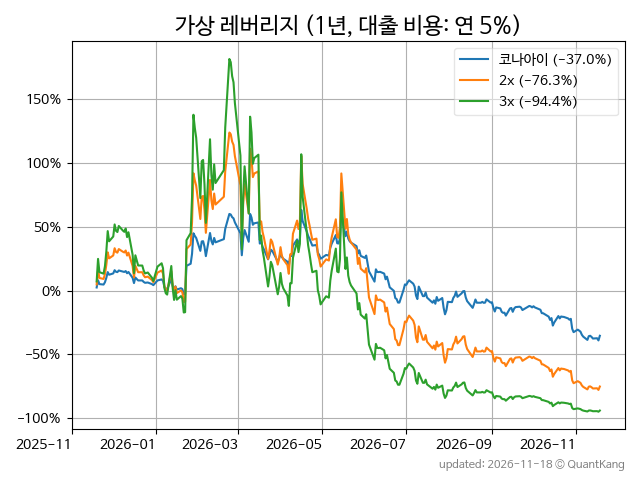 가상 레버리지 (1년, 대출 비용: 연 5%)
코나아이 (-37.0%)
2x (-76.3%)
3x (-94.4%)
150%
100%
50%
0%
-50%
-100%
2025-11 2026-01 2026-03 2026-05 2026-07 2026-09 2026-11
updated: 2026-11-18 © QuantKang